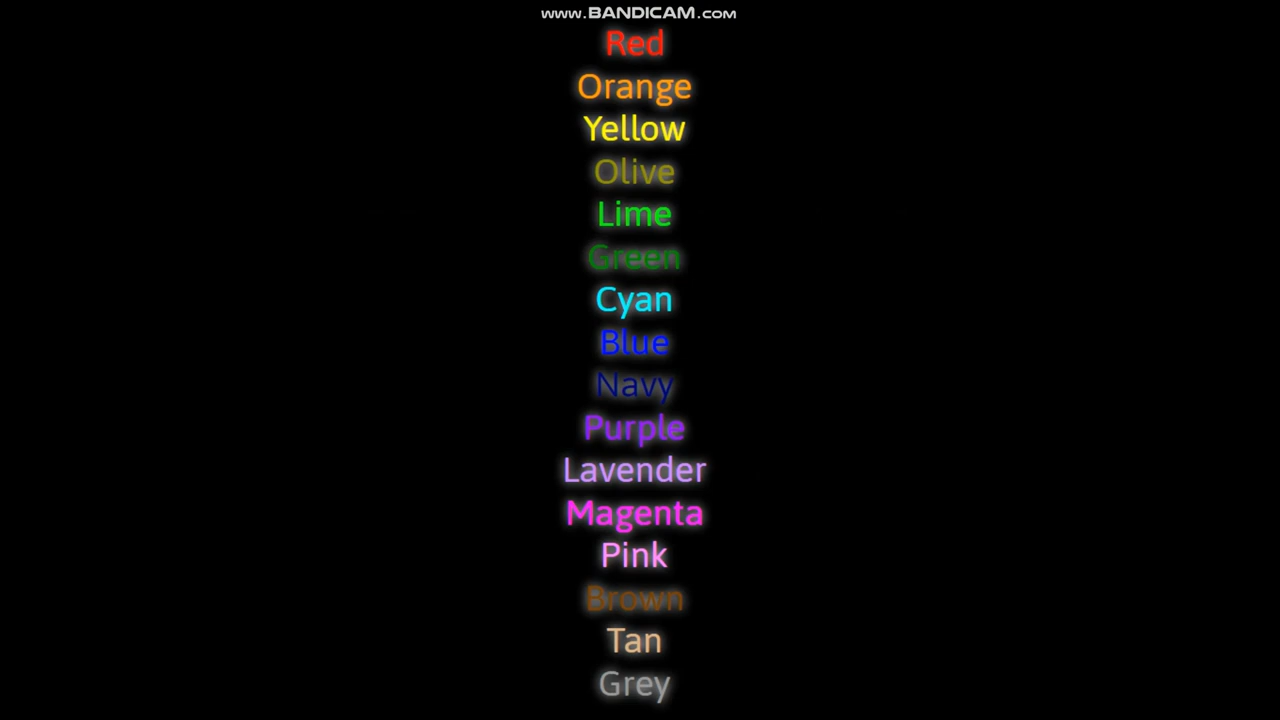 www.BANDICAM.com
Red
Orange
Yellow
Olive
Lime
Green
Cyan
Blue
Navy
Purple
Lavender
Magenta
Pink
Brown
Tan
Grey